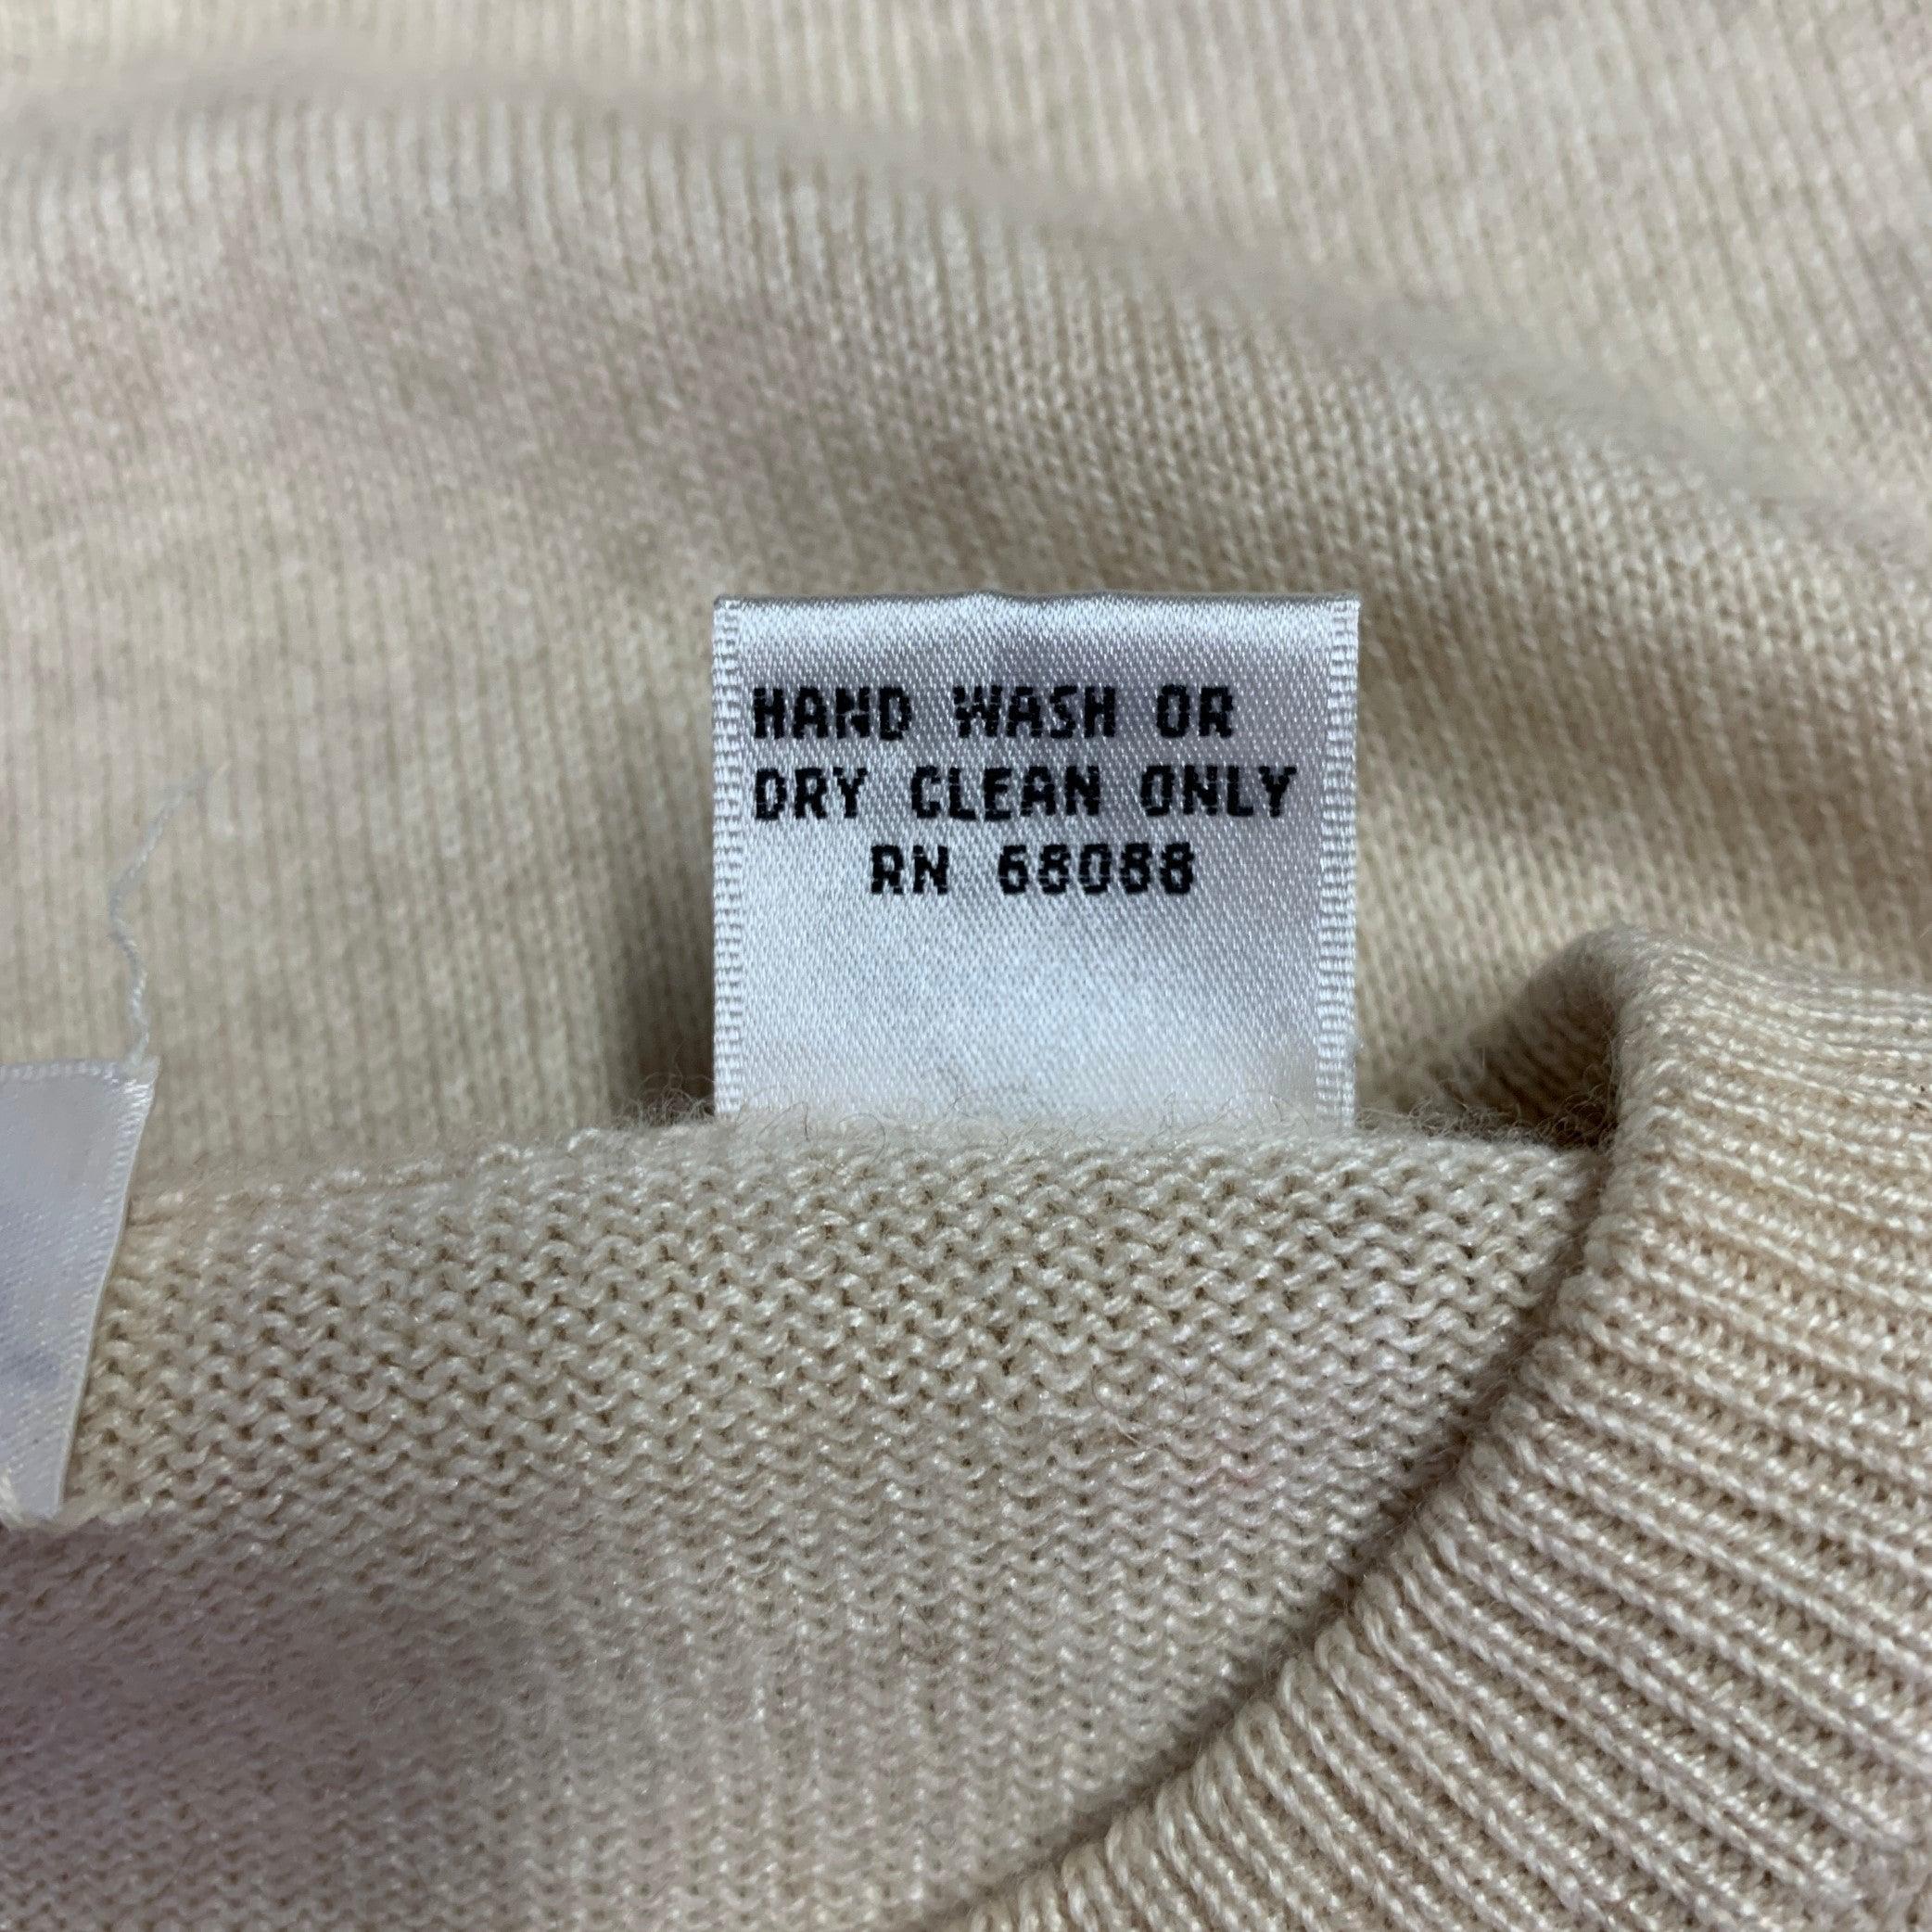 HAND WASH OR
DRY CLEAN ONLY
RN 68088